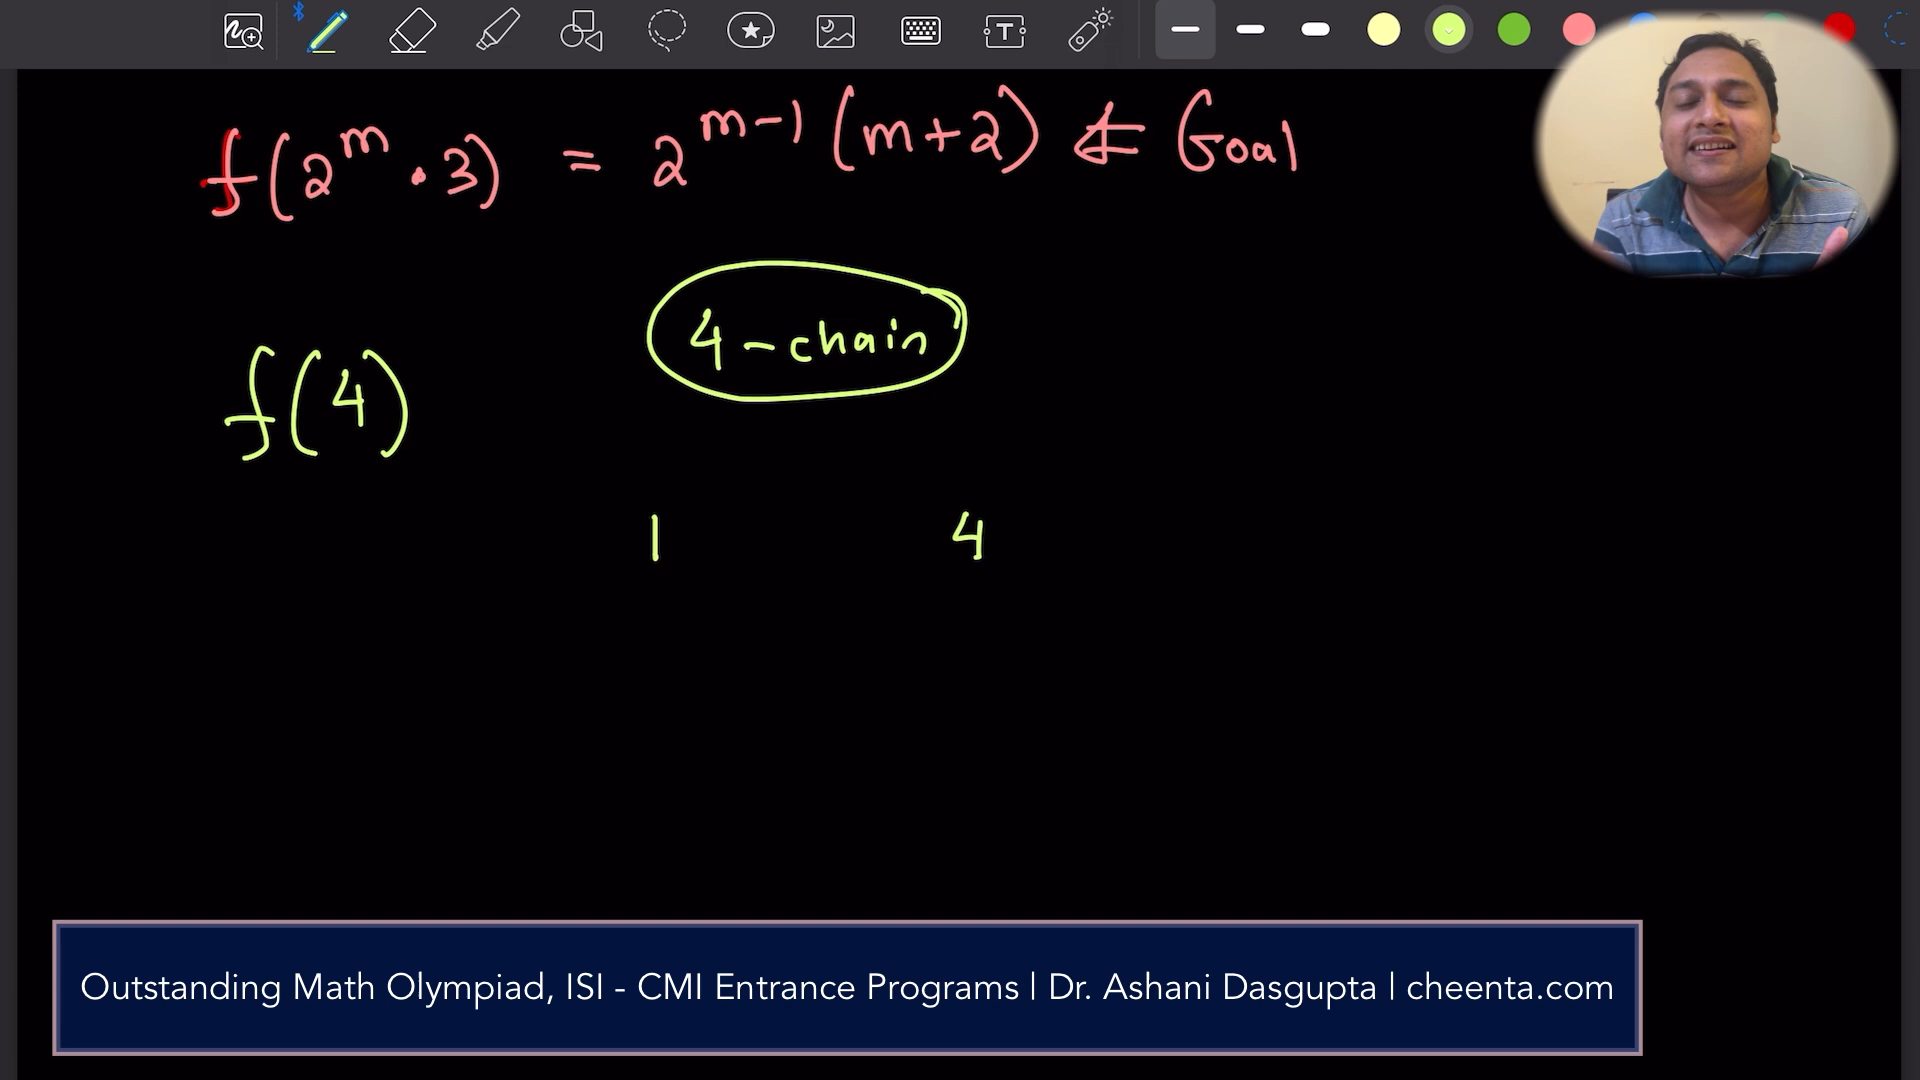 f(2^m · 3) = 2^{m-1} (m+2) ⇐ Goal
4-chain
f(4)
1 4
Outstanding Math Olympiad, ISI - CMI Entrance Programs | Dr. Ashani Dasgupta | cheenta.com